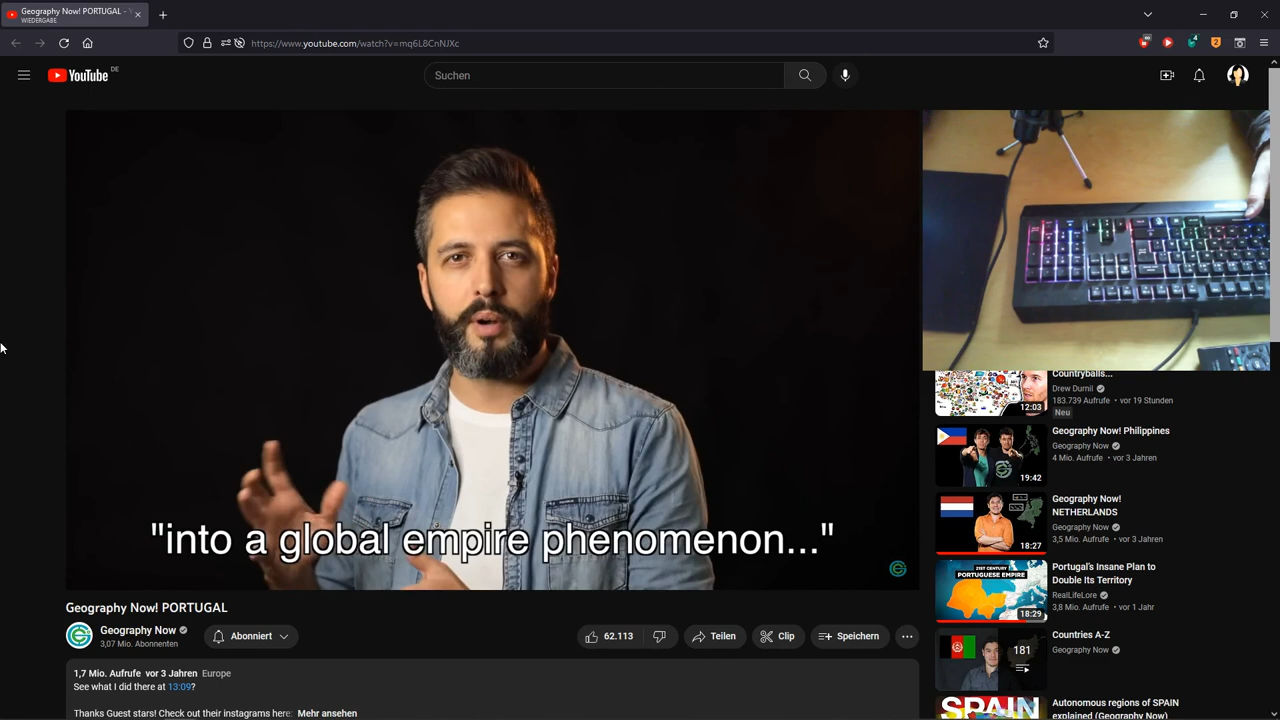 Geography Now! PORTUGAL -
WIEDERGABE
https://www.youtube.com/watch?v=mq6L8CnNJXc
YouTube DE
Suchen
"into a global empire phenomenon..."
Geography Now! PORTUGAL
Geography Now
3,07 Mio. Abonnenten
Abonniert
62.113
Teilen
Clip
Speichern
1,7 Mio. Aufrufe vor 3 Jahren Europe
See what I did there at 13:09?
Thanks Guest stars! Check out their instagrams here: Mehr ansehen
Countryballs...
Drew Durnil
183.739 Aufrufe • vor 19 Stunden
Neu
12:03
Geography Now! Philippines
Geography Now
4 Mio. Aufrufe • vor 3 Jahren
19:42
Geography Now!
NETHERLANDS
Geography Now
3,5 Mio. Aufrufe • vor 3 Jahren
18:27
21ST CENTURY
PORTUGUESE EMPIRE
Portugal's Insane Plan to
Double Its Territory
RealLifeLore
3,8 Mio. Aufrufe • vor 1 Jahr
18:29
Countries A-Z
Geography Now
181
SPAIN
Autonomous regions of SPAIN
explained (Geography Now)